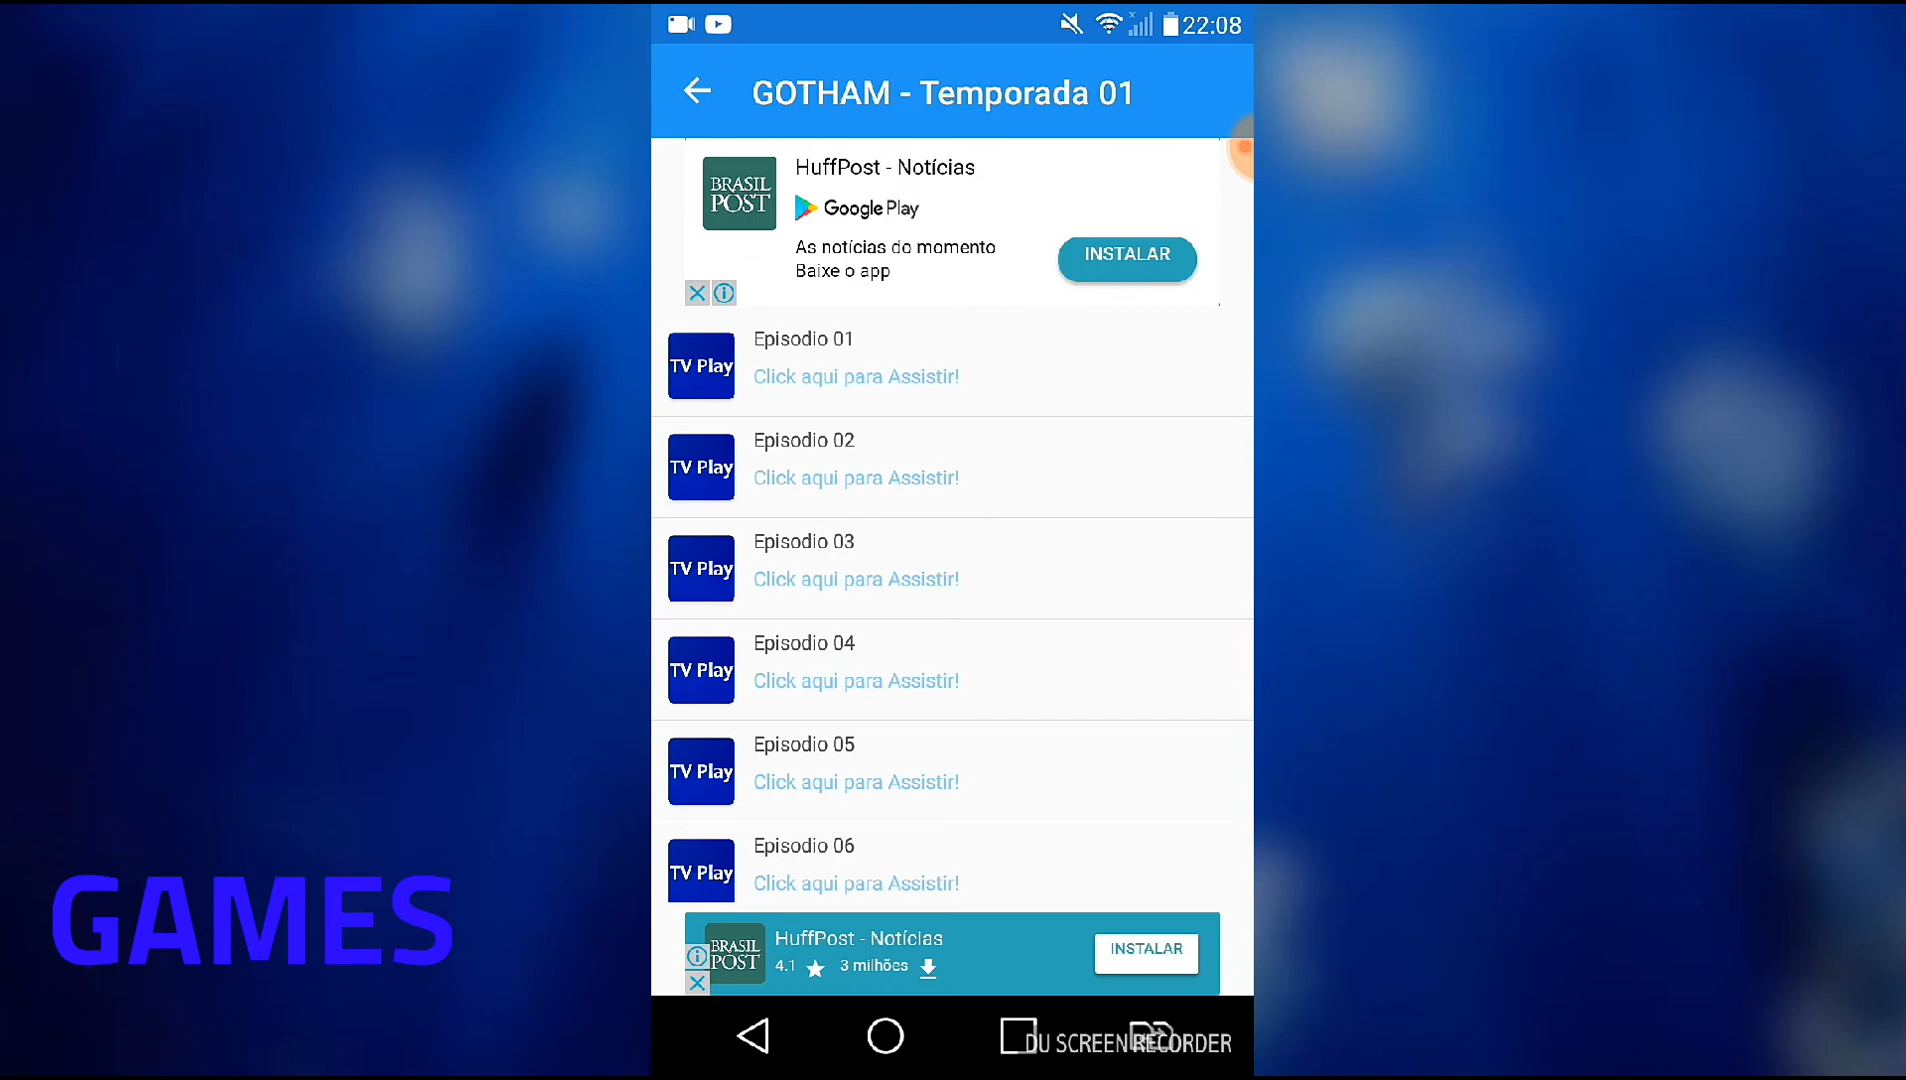 22:08
GOTHAM - Temporada 01
BRASIL
POST
HuffPost - Notícias
Google Play
As notícias do momento
Baixe o app
INSTALAR
TV Play
Episodio 01
Click aqui para Assistir!
TV Play
Episodio 02
Click aqui para Assistir!
TV Play
Episodio 03
Click aqui para Assistir!
TV Play
Episodio 04
Click aqui para Assistir!
TV Play
Episodio 05
Click aqui para Assistir!
TV Play
Episodio 06
Click aqui para Assistir!
GAMES
BRASIL
POST
HuffPost - Notícias
4.1 ★ 3 milhões
INSTALAR
DU SCREEN RECORDER